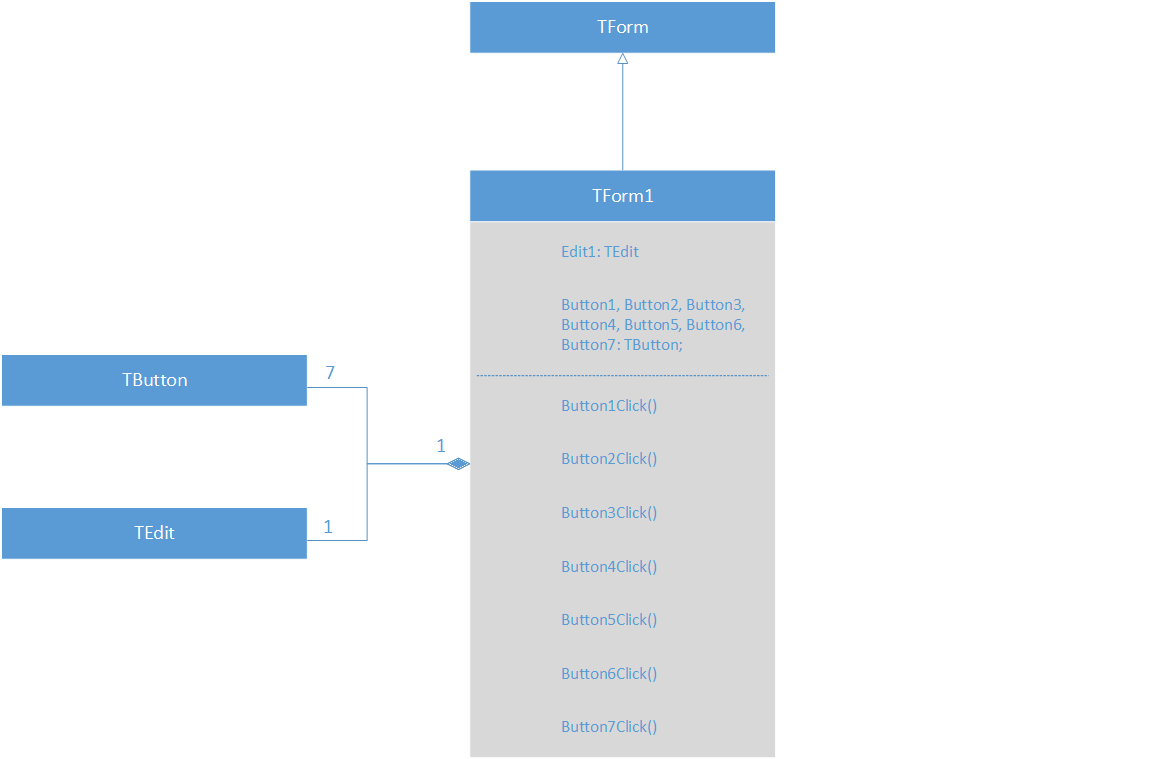 TForm
TForm1
Edit1: TEdit
Button1, Button2, Button3,
Button4, Button5, Button6,
Button7: TButton;
TButton
7
1
TEdit
1
Button1Click()
Button2Click()
Button3Click()
Button4Click()
Button5Click()
Button6Click()
Button7Click()